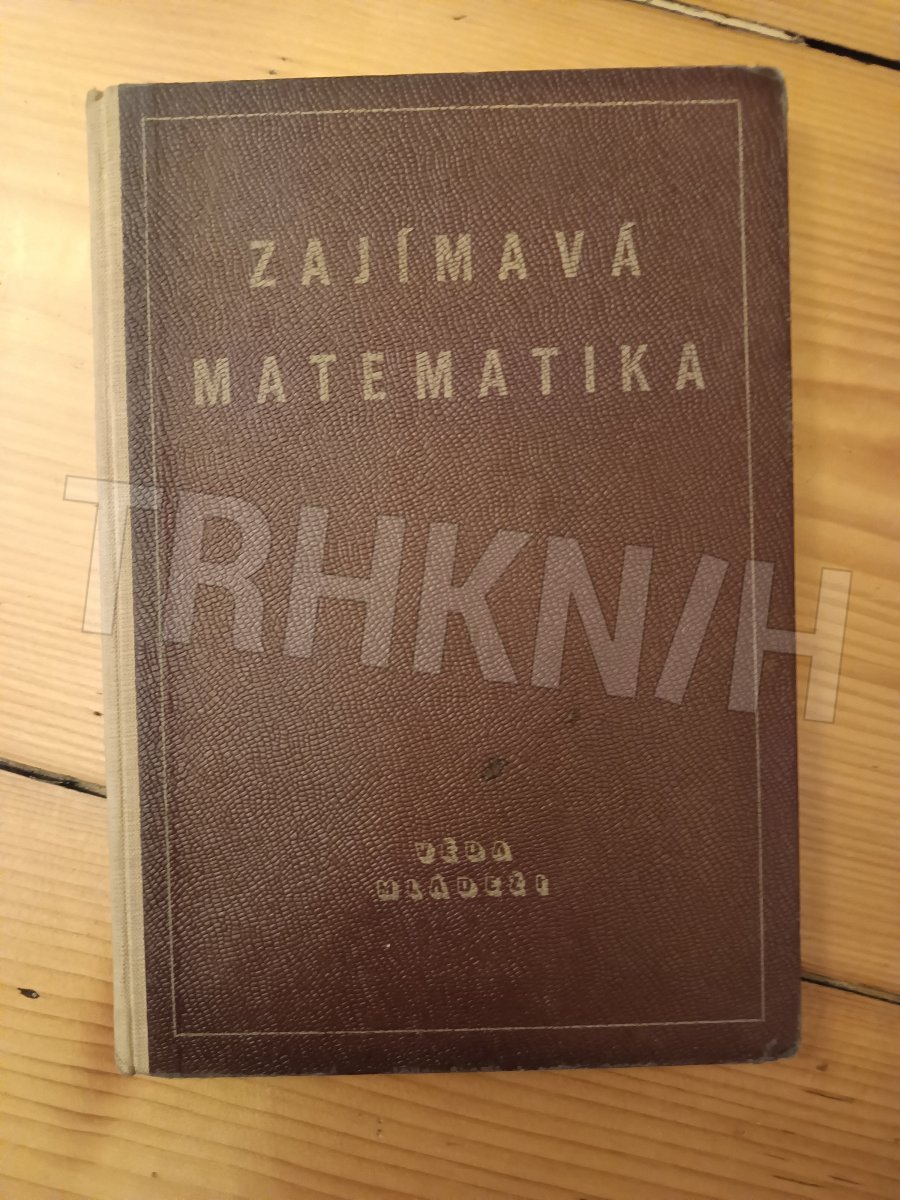 ZAJÍMAVÁ
MATEMATIKA
TRHKNIH
VĚDA
MLÁDEŽI